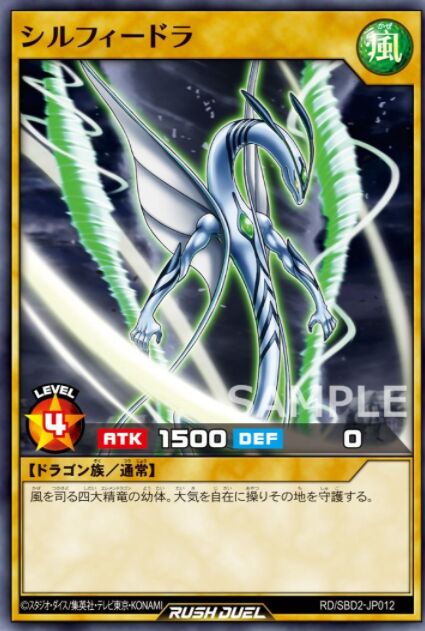 シルフィードラ
かぜ
風
SAMPLE
LEVEL
4
ATK 1500 DEF 0
【ドラゴン族／通常】
風を司る四大精竜の幼体。大気を自在に操りその地を守護する。
©スタジオ・ダイス/集英社・テレビ東京・KONAMI
RUSH DUEL
RD/SBD2-JP012